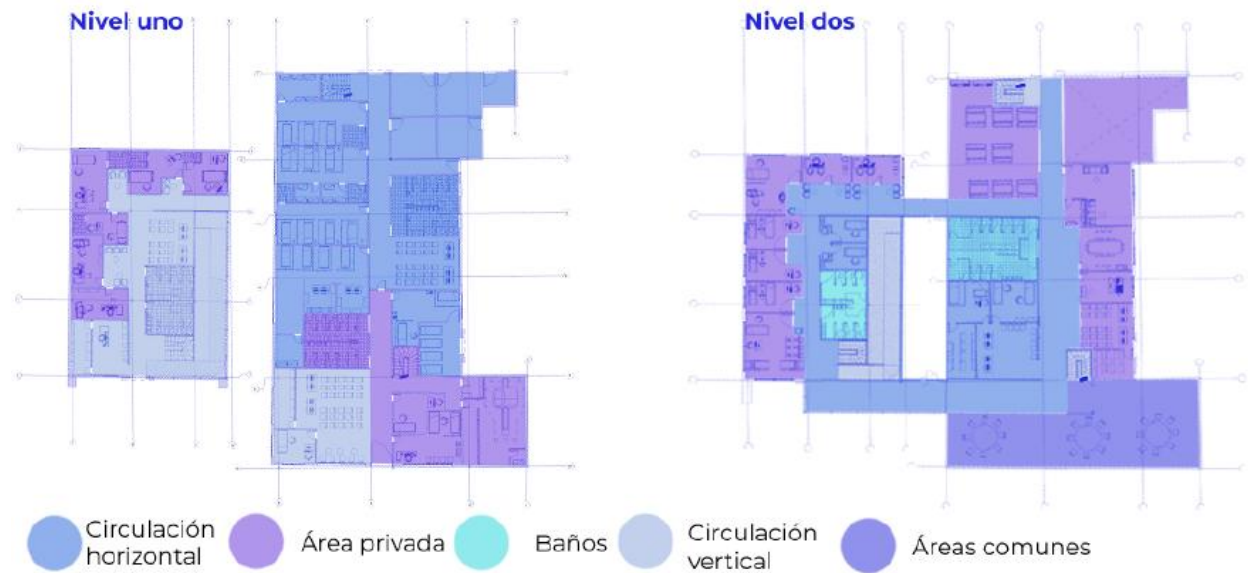 Nivel uno
Nivel dos
Circulación
horizontal
Área privada
Baños
Circulación
vertical
Áreas comunes